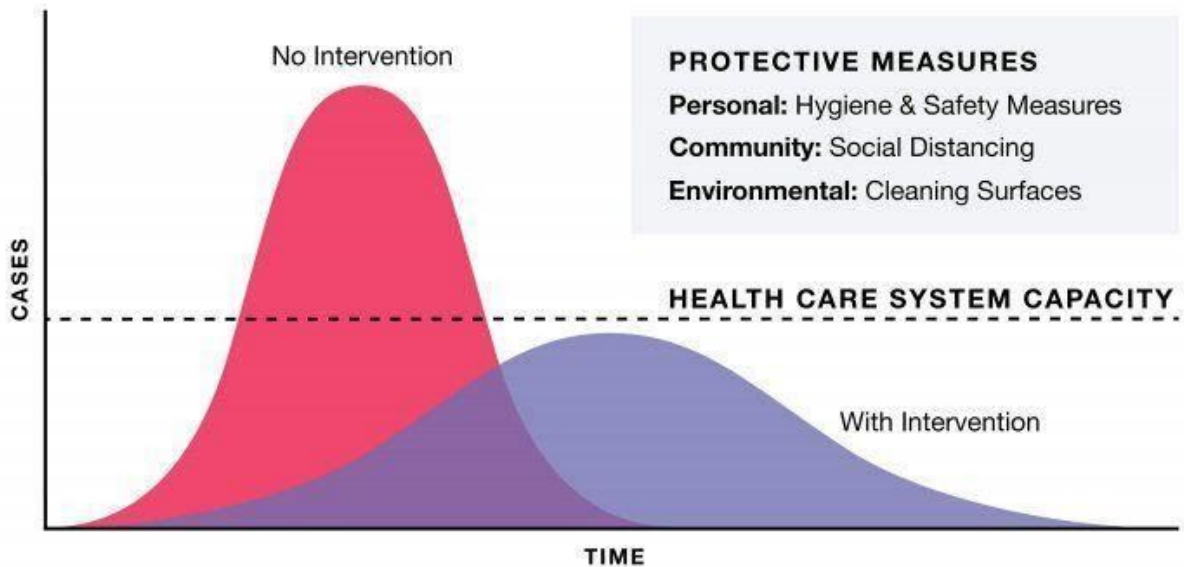 No Intervention
PROTECTIVE MEASURES
Personal: Hygiene & Safety Measures
Community: Social Distancing
Environmental: Cleaning Surfaces
CASES
HEALTH CARE SYSTEM CAPACITY
With Intervention
TIME